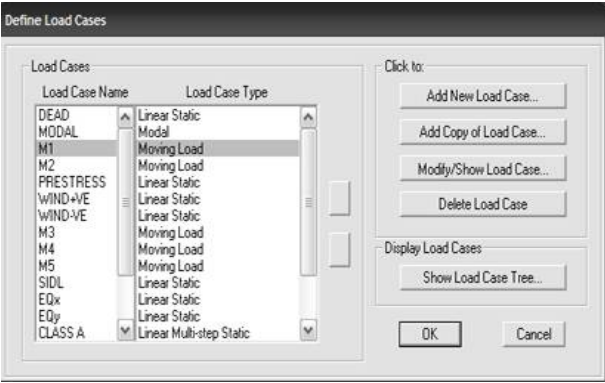 Define Load Cases
Load Cases
Click to:
Load Case Name Load Case Type
Add New Load Case...
DEAD Linear Static
MODAL Modal
Add Copy of Load Case...
M1 Moving Load
M2 Moving Load
Modify/Show Load Case...
PRESTRESS Linear Static
WIND+VE Linear Static
Delete Load Case
WIND-VE Linear Static
M3 Moving Load
M4 Moving Load
Display Load Cases
M5 Moving Load
SIDL Linear Static
Show Load Case Tree...
EQx Linear Static
EQy Linear Static
CLASS A Linear Multi-step Static
OK Cancel